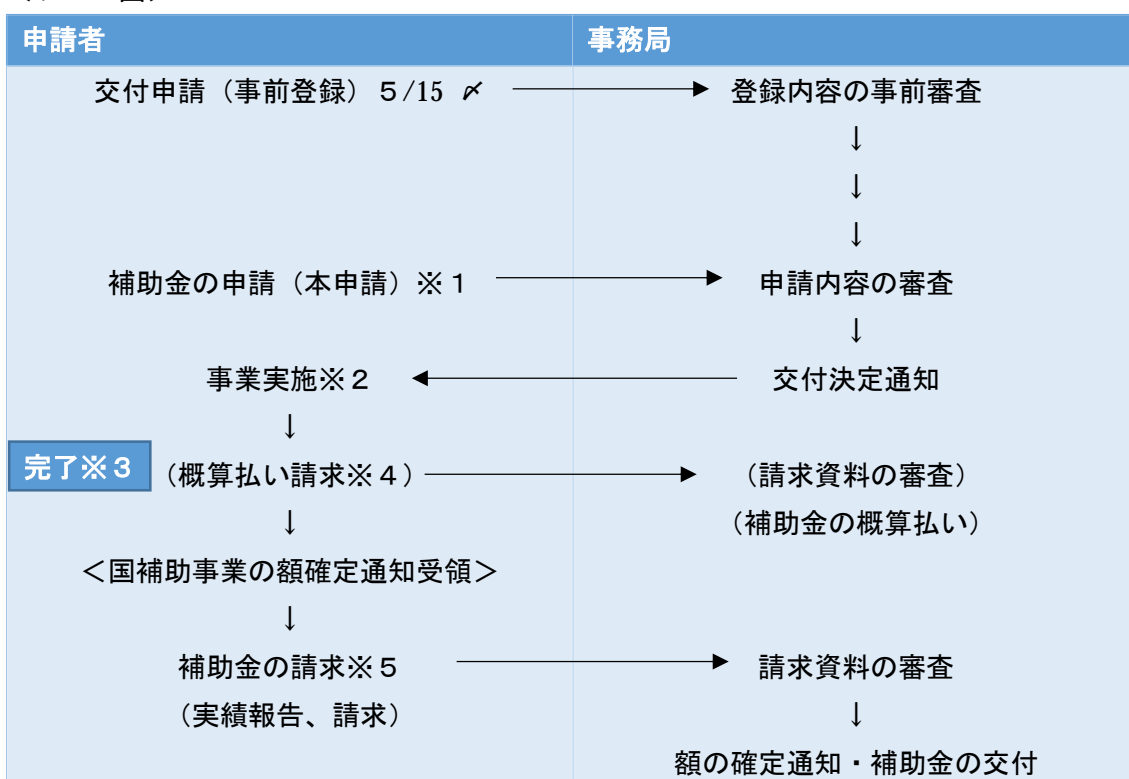 申請者 事務局
交付申請（事前登録）５/15 〆 登録内容の事前審査
↓
↓
↓
補助金の申請（本申請）※１ 申請内容の審査
↓
事業実施※２ 交付決定通知
↓
完了※３ （概算払い請求※４） （請求資料の審査）
↓ （補助金の概算払い）
＜国補助事業の額確定通知受領＞
↓
補助金の請求※５ 請求資料の審査
（実績報告、請求） ↓
額の確定通知・補助金の交付